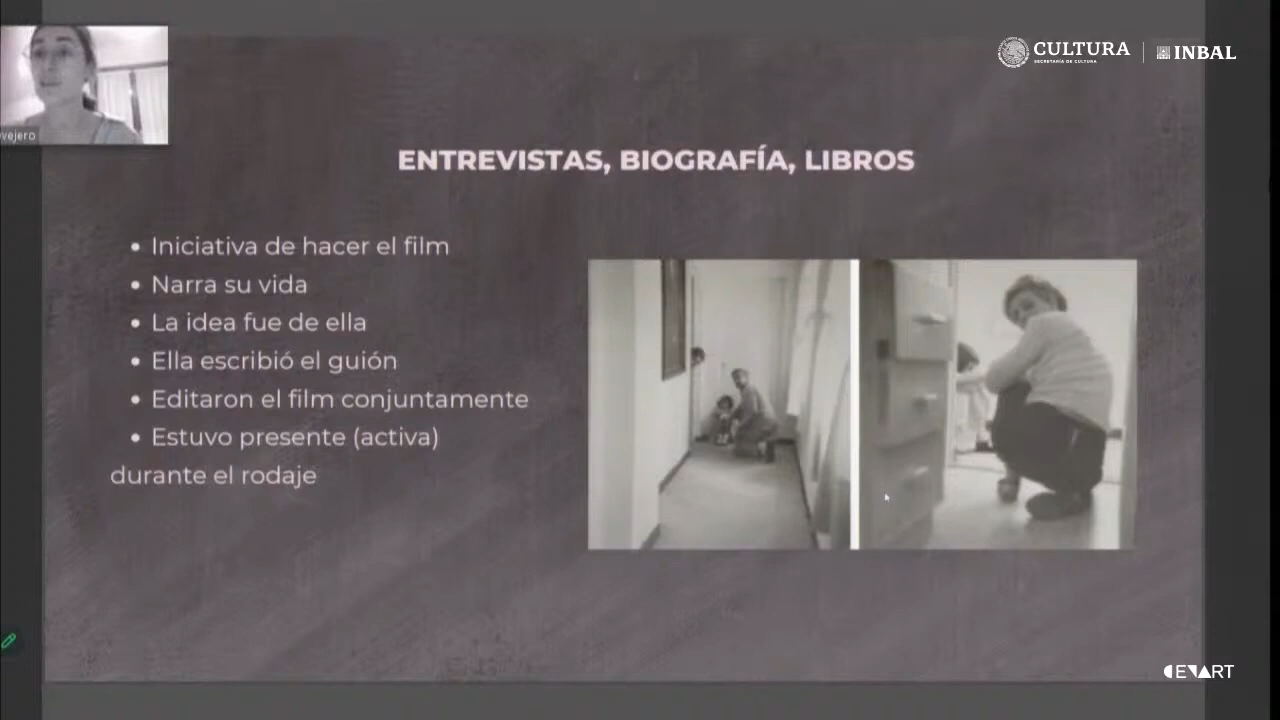 CULTURA
SECRETARÍA DE CULTURA
INBAL
vejero
ENTREVISTAS, BIOGRAFÍA, LIBROS
• Iniciativa de hacer el film
• Narra su vida
• La idea fue de ella
• Ella escribió el guión
• Editaron el film conjuntamente
• Estuvo presente (activa)
durante el rodaje
CENART